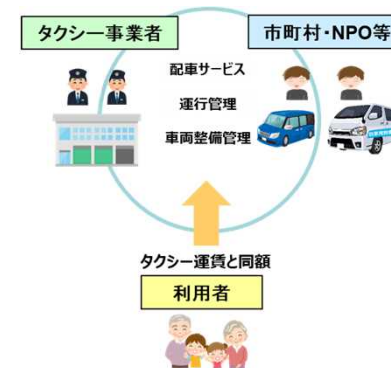 タクシー事業者
市町村・NPO等
配車サービス
運行管理
車両整備管理
タクシー運賃と同額
利用者